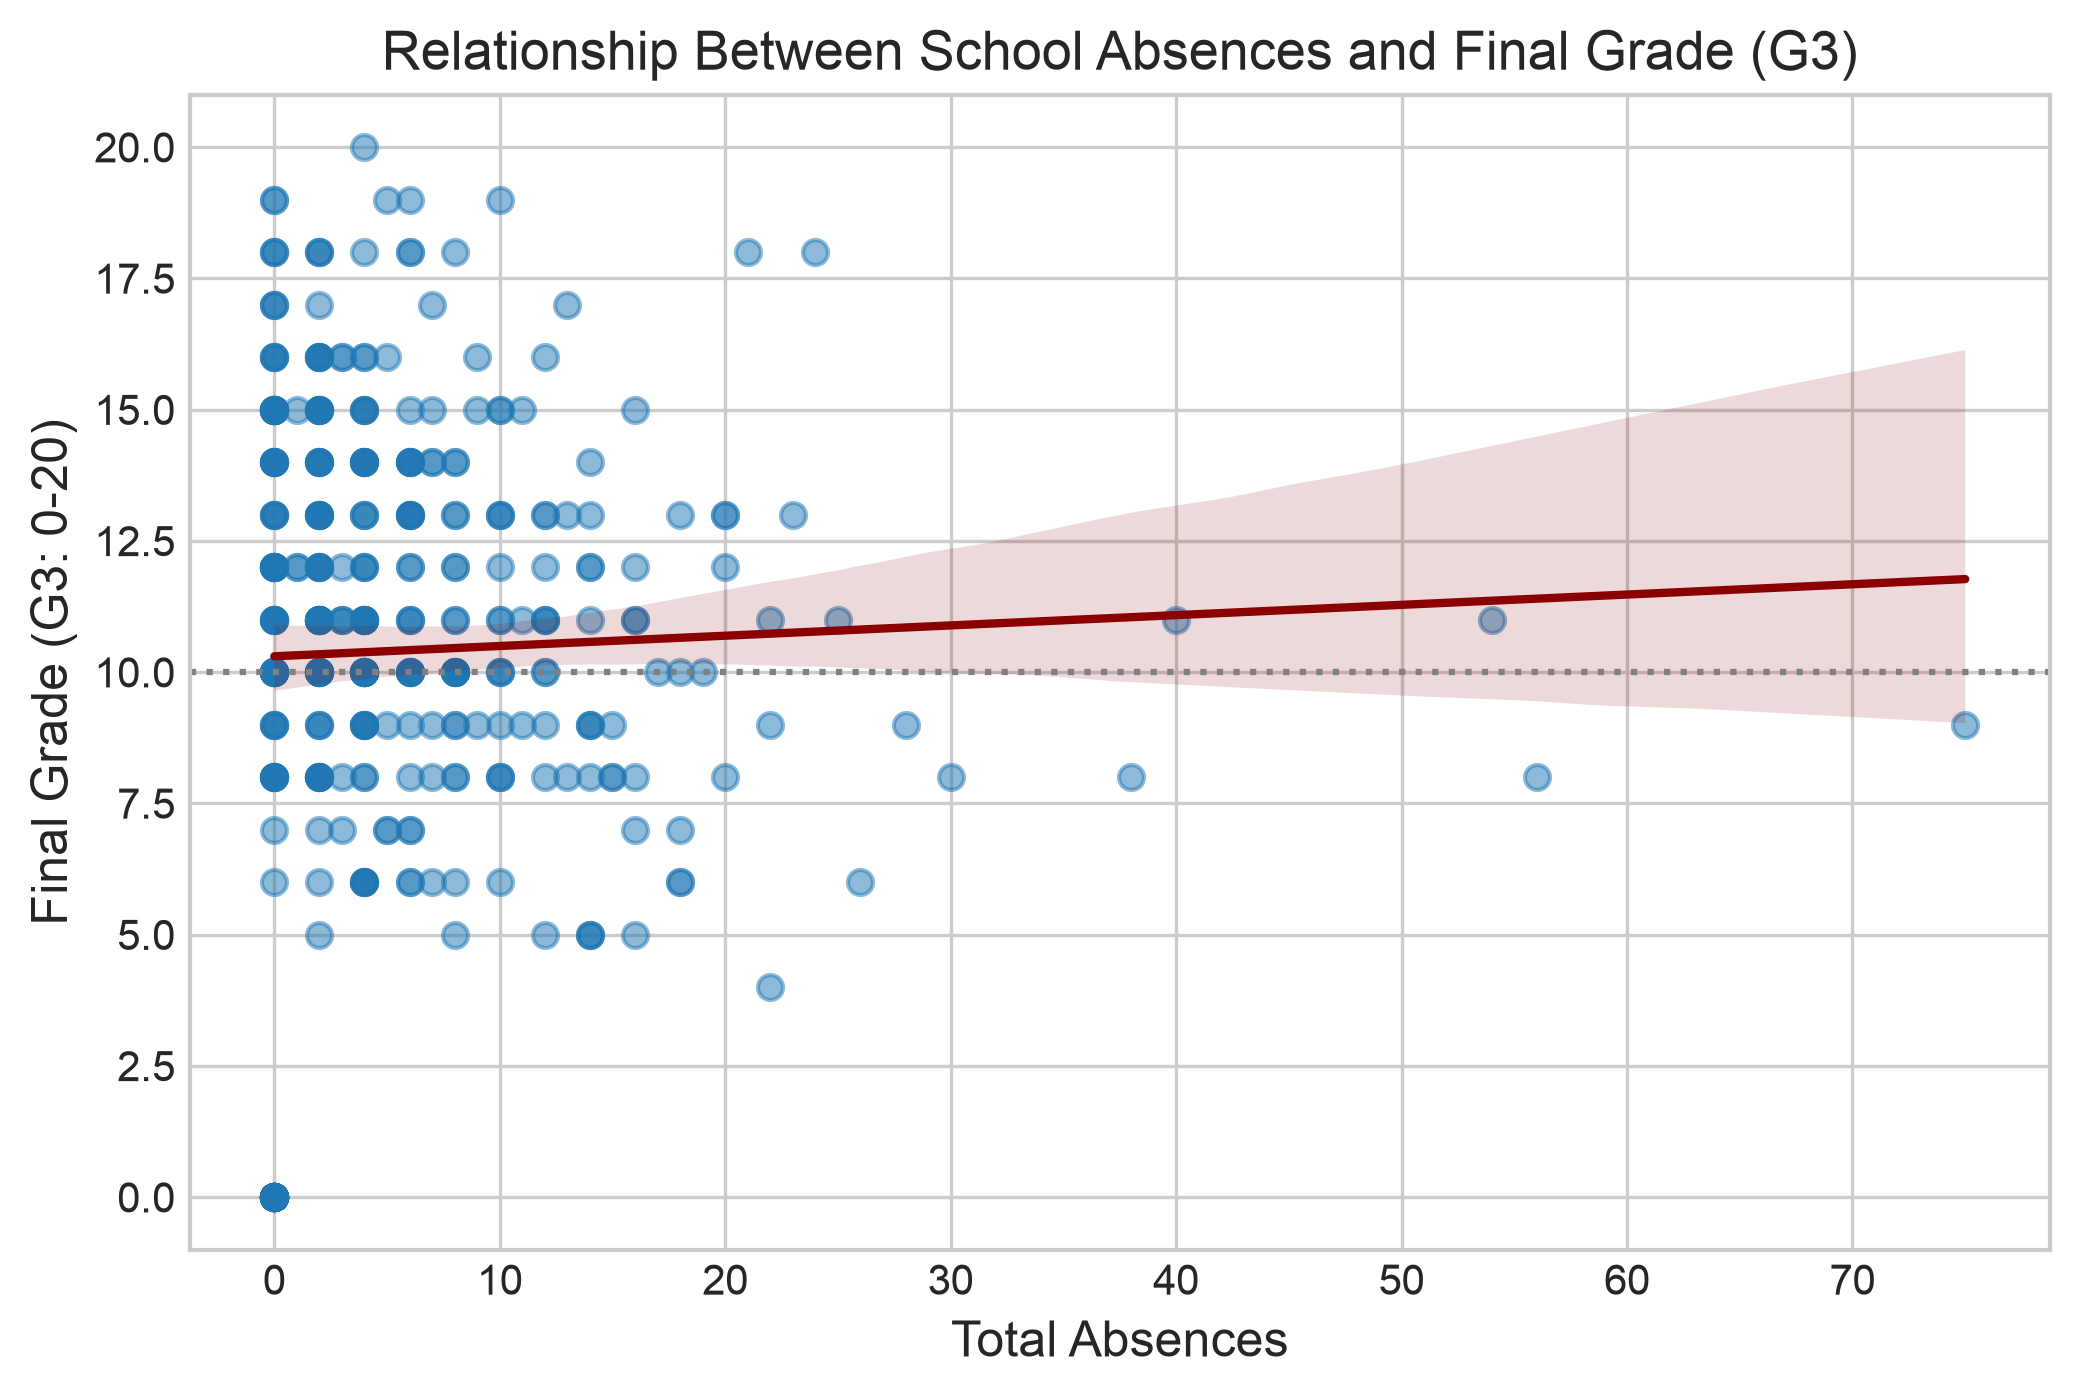 Relationship Between School Absences and Final Grade (G3)
Final Grade (G3: 0-20)
20.0
17.5
15.0
12.5
10.0
7.5
5.0
2.5
0.0
0 10 20 30 40 50 60 70
Total Absences